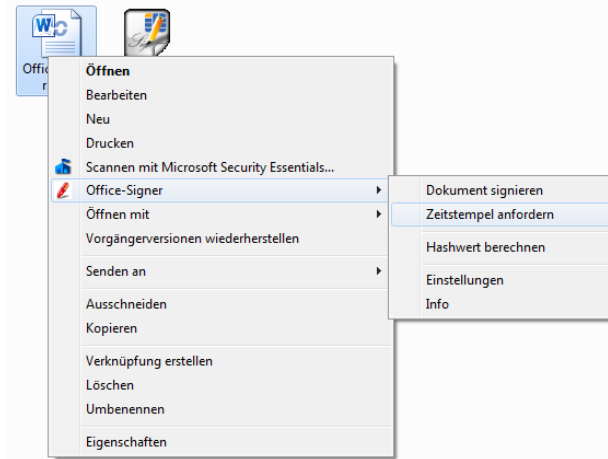 Offic
r
Öffnen
Bearbeiten
Neu
Drucken
Scannen mit Microsoft Security Essentials...
Office-Signer
Öffnen mit
Vorgängerversionen wiederherstellen
Senden an
Ausschneiden
Kopieren
Verknüpfung erstellen
Löschen
Umbenennen
Eigenschaften
Dokument signieren
Zeitstempel anfordern
Hashwert berechnen
Einstellungen
Info